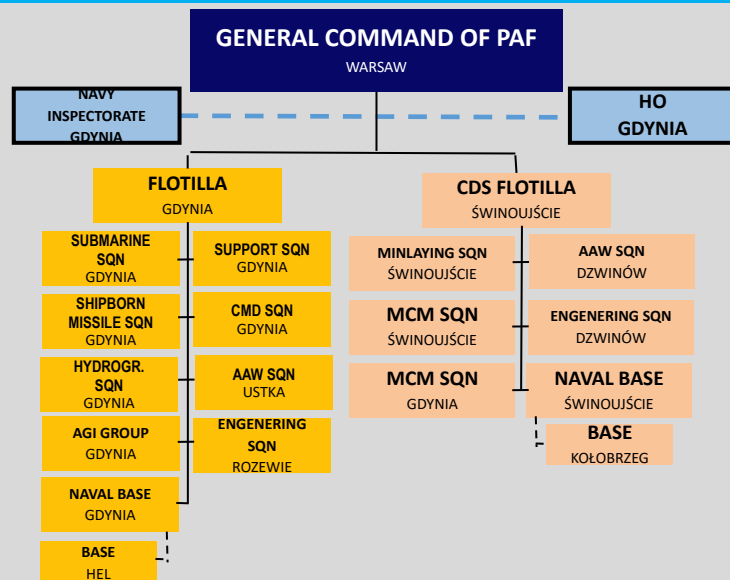 GENERAL COMMAND OF PAF
WARSAW
NAVY
INSPECTORATE
GDYNIA
HO
GDYNIA
FLOTILLA
GDYNIA
SUBMARINE
SQN
GDYNIA
SUPPORT SQN
GDYNIA
SHIPBORN
MISSILE SQN
GDYNIA
CMD SQN
GDYNIA
HYDROGR.
SQN
GDYNIA
AAW SQN
USTKA
AGI GROUP
GDYNIA
ENGENERING
SQN
ROZEWIE
NAVAL BASE
GDYNIA
BASE
HEL
CDS FLOTILLA
ŚWINOUJŚCIE
MINLAYING SQN
ŚWINOUJŚCIE
AAW SQN
DZWINÓW
MCM SQN
ŚWINOUJŚCIE
ENGENERING SQN
DZWINÓW
MCM SQN
GDYNIA
NAVAL BASE
ŚWINOUJŚCIE
BASE
KOŁOBRZEG